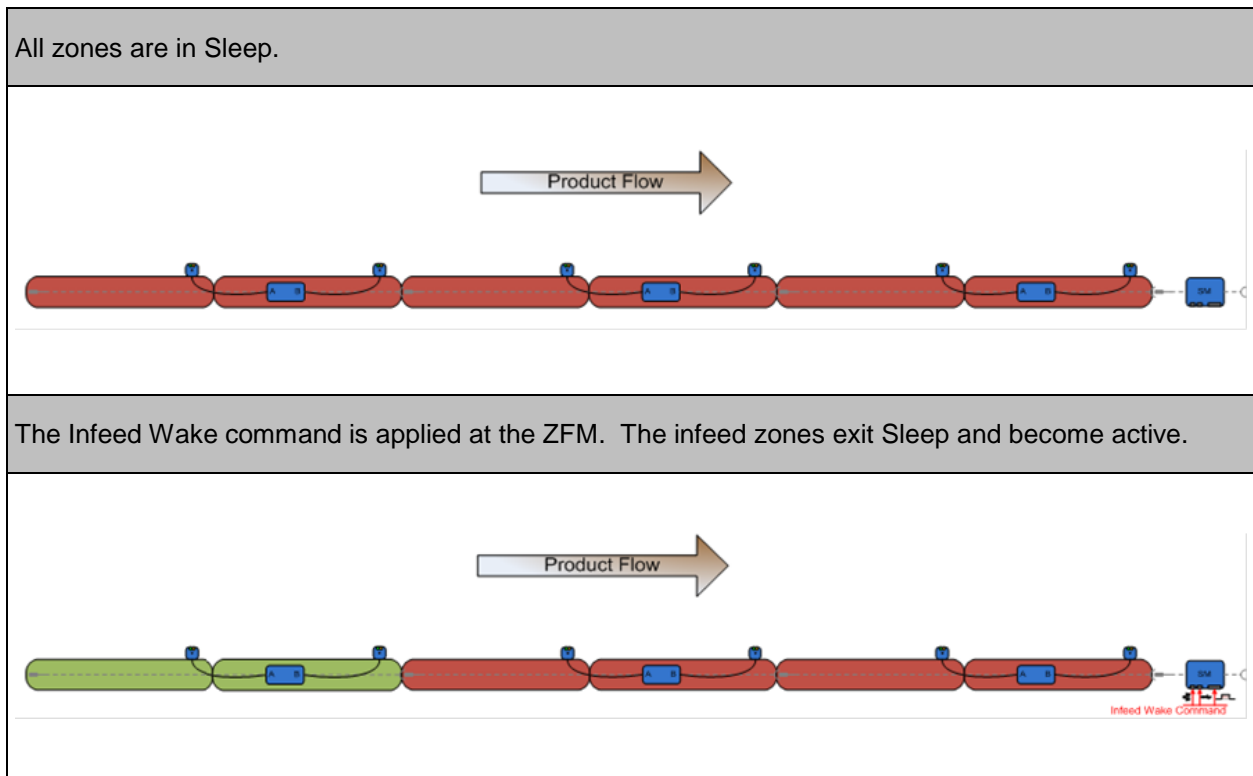 All zones are in Sleep.
Product Flow
A B A B A B SM
The Infeed Wake command is applied at the ZFM.  The infeed zones exit Sleep and become active.
Product Flow
A B A B A B SM
Infeed Wake Command